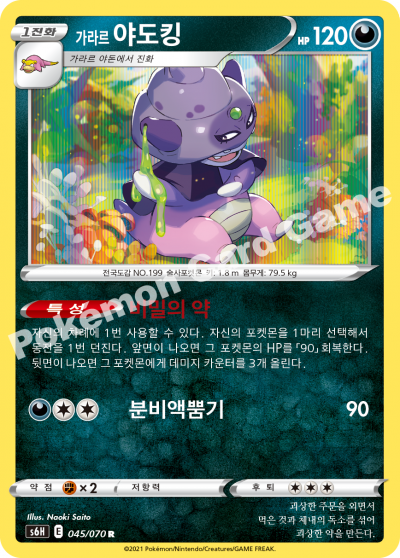 1진화
가라르 야도킹
HP 120
가라르 야돈에서 진화
전국도감 NO.199 술사포켓몬 키: 1.8 m 몸무게: 79.5 kg
Pokémon Card Game
특성 비밀의 약
자신의 차례에 1번 사용할 수 있다. 자신의 포켓몬을 1마리 선택해서
동전을 1번 던진다. 앞면이 나오면 그 포켓몬의 HP를 「90」 회복한다.
뒷면이 나오면 그 포켓몬에게 데미지 카운터를 3개 올린다.
분비액뿜기 90
약점 ×2 저항력 후퇴
Illus. Naoki Saito
s6H E 045/070 R
괴상한 주문을 외면서
먹은 것과 체내의 독소를 섞어
괴상한 약을 만든다.
©2021 Pokémon/Nintendo/Creatures/GAME FREAK.